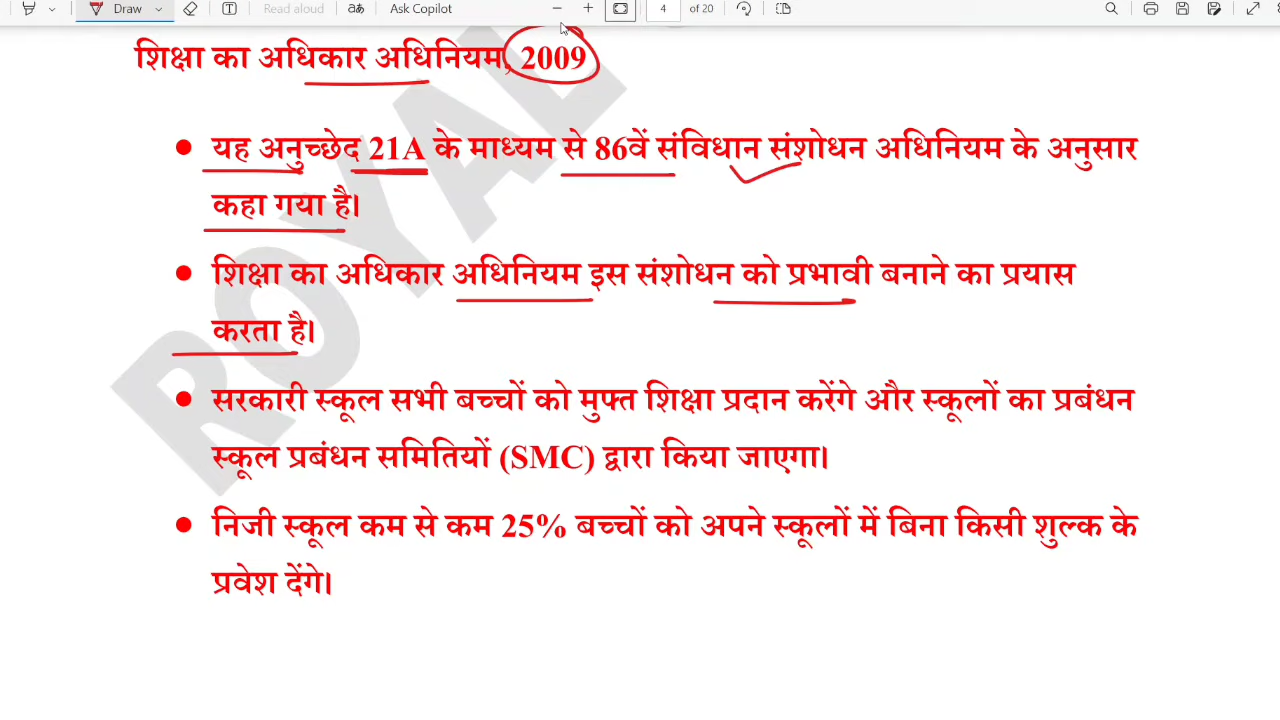 Draw
Read aloud
Ask Copilot
4
of 20
शिक्षा का अधिकार अधिनियम, 2009
• यह अनुच्छेद 21A के माध्यम से 86वें संविधान संशोधन अधिनियम के अनुसार
कहा गया है।
• शिक्षा का अधिकार अधिनियम इस संशोधन को प्रभावी बनाने का प्रयास
करता है।
• सरकारी स्कूल सभी बच्चों को मुफ्त शिक्षा प्रदान करेंगे और स्कूलों का प्रबंधन
स्कूल प्रबंधन समितियों (SMC) द्वारा किया जाएगा।
• निजी स्कूल कम से कम 25% बच्चों को अपने स्कूलों में बिना किसी शुल्क के
प्रवेश देंगे।
ROYAL